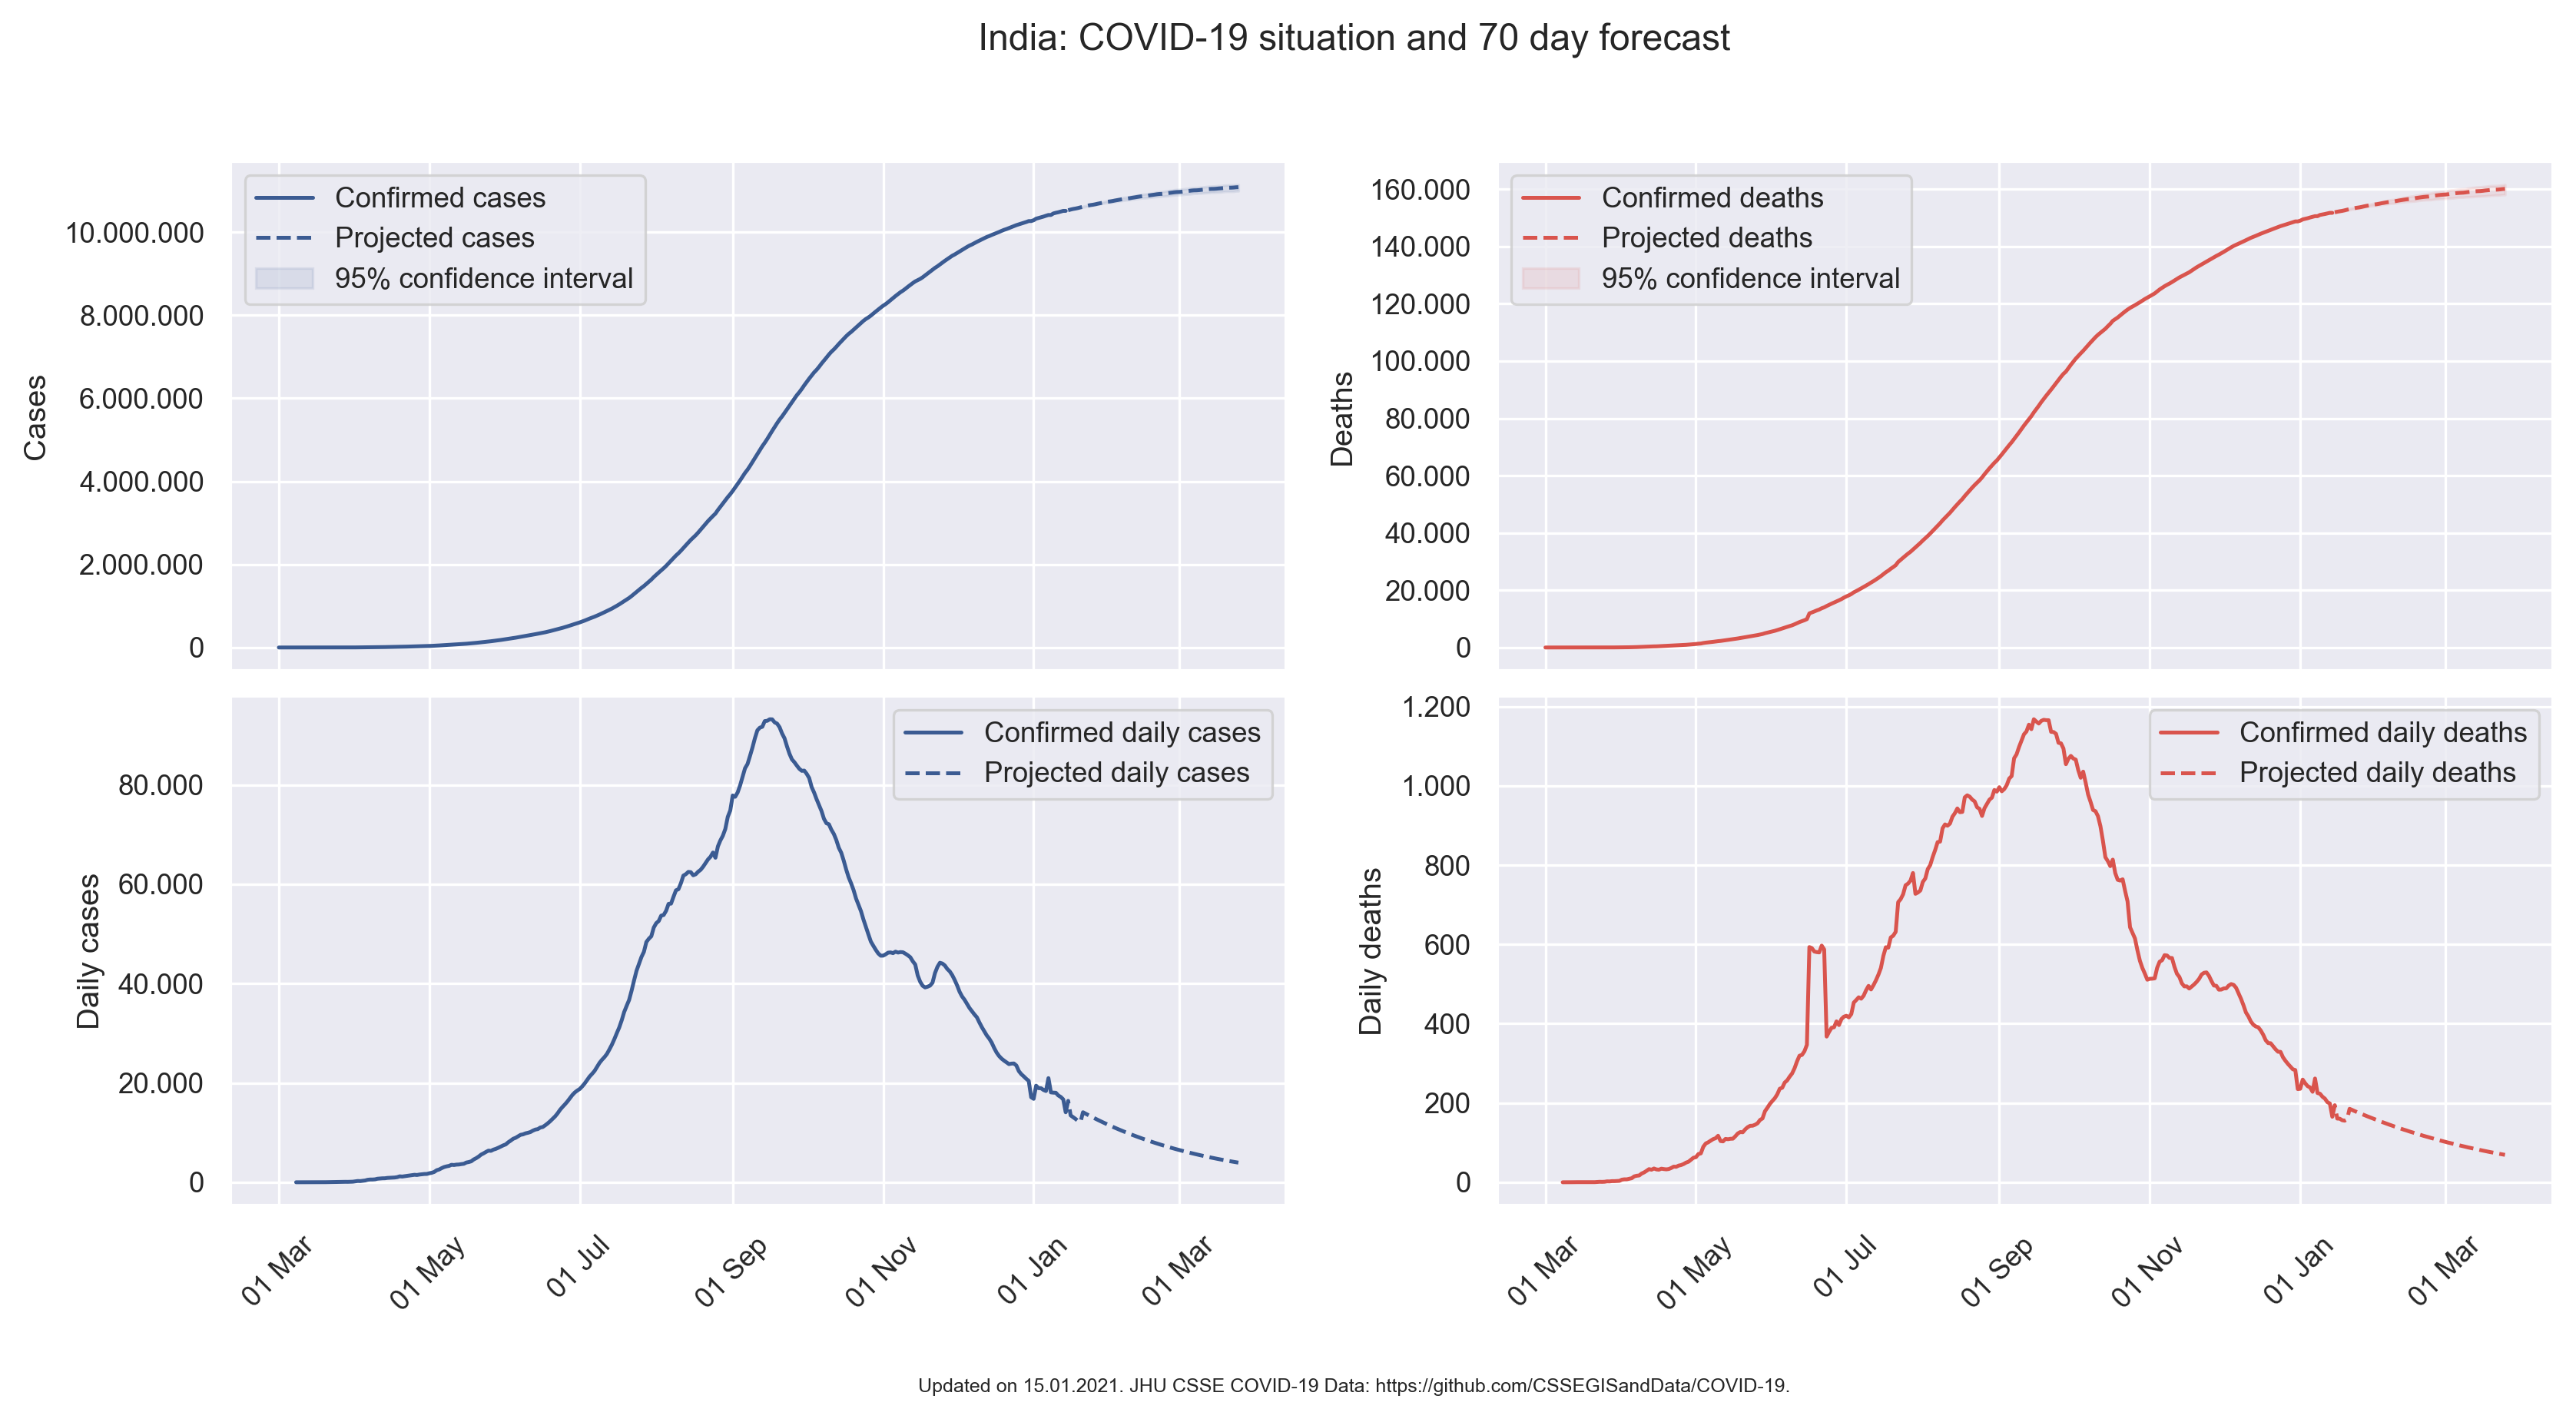 India: COVID-19 situation and 70 day forecast
Confirmed cases
Projected cases
95% confidence interval
10.000.000
8.000.000
6.000.000
4.000.000
2.000.000
0
Cases
Confirmed deaths
Projected deaths
95% confidence interval
160.000
140.000
120.000
100.000
80.000
60.000
40.000
20.000
0
Deaths
Confirmed daily cases
Projected daily cases
80.000
60.000
40.000
20.000
0
Daily cases
01 Mar
01 May
01 Jul
01 Sep
01 Nov
01 Jan
01 Mar
Confirmed daily deaths
Projected daily deaths
1.200
1.000
800
600
400
200
0
Daily deaths
01 Mar
01 May
01 Jul
01 Sep
01 Nov
01 Jan
01 Mar
Updated on 15.01.2021. JHU CSSE COVID-19 Data: https://github.com/CSSEGISandData/COVID-19.